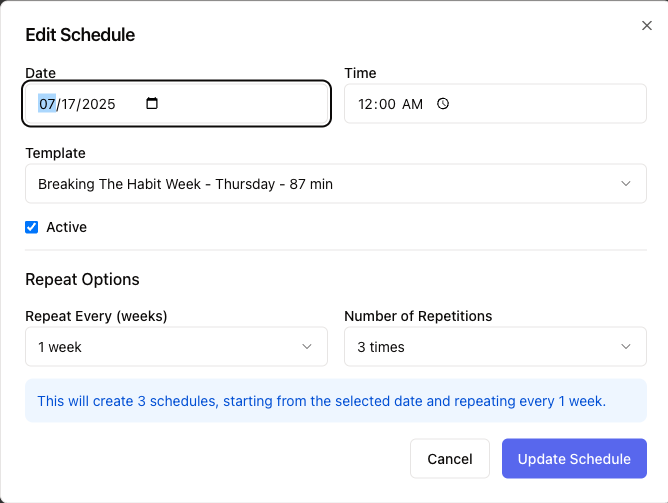 Edit Schedule
Date
Time
07/17/2025
12:00 AM
Template
Breaking The Habit Week - Thursday - 87 min
Active
Repeat Options
Repeat Every (weeks)
Number of Repetitions
1 week
3 times
This will create 3 schedules, starting from the selected date and repeating every 1 week.
Cancel
Update Schedule